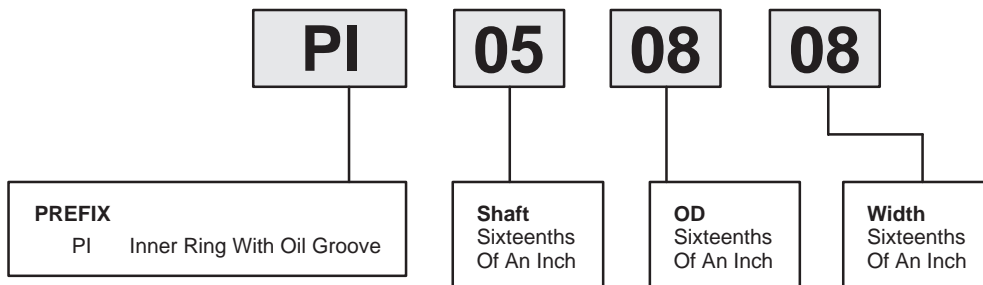 PI 05 08 08
PREFIX
PI Inner Ring With Oil Groove
Shaft
Sixteenths
Of An Inch
OD
Sixteenths
Of An Inch
Width
Sixteenths
Of An Inch